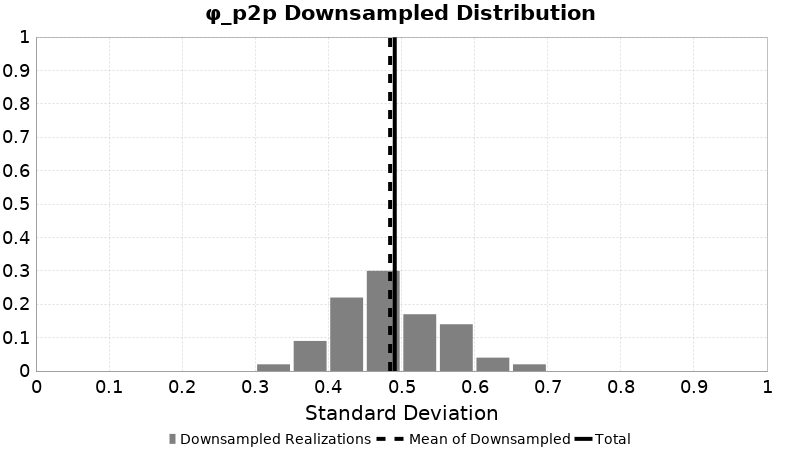 φ_p2p Downsampled Distribution
1
0.9
0.8
0.7
0.6
0.5
0.4
0.3
0.2
0.1
0
0 0.1 0.2 0.3 0.4 0.5 0.6 0.7 0.8 0.9 1
Standard Deviation
Downsampled Realizations Mean of Downsampled Total